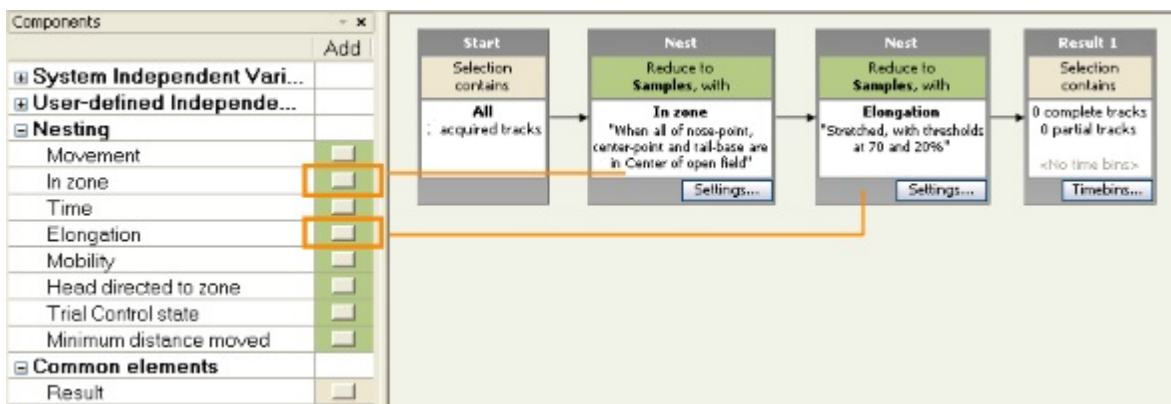 Components
Add
System Independent Vari...
User-defined Independe...
Nesting
Movement
In zone
Time
Elongation
Mobility
Head directed to zone
Trial Control state
Minimum distance moved
Common elements
Result
Start
Selection
contains
All
acquired tracks
Nest
Reduce to
Samples, with
In zone
"When all of nose-point,
center-point and tail-base are
in Center of open field"
Settings...
Nest
Reduce to
Samples, with
Elongation
"Stretched, with thresholds
at 70 and 20%"
Settings...
Result 1
Selection
contains
0 complete tracks
0 partial tracks
<No time bins>
Timebins...